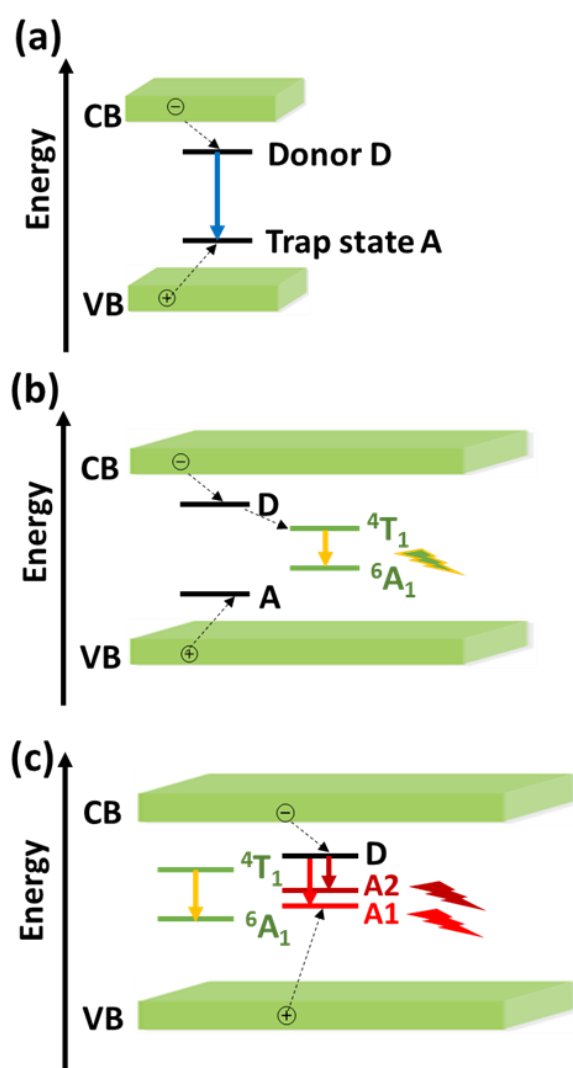 (a)
Energy
CB
⊖
Donor D
Trap state A
VB
⊕
(b)
Energy
CB
⊖
D
⁴T₁
⁶A₁
A
VB
⊕
(c)
Energy
CB
⊖
D
⁴T₁
A2
A1
⁶A₁
VB
⊕